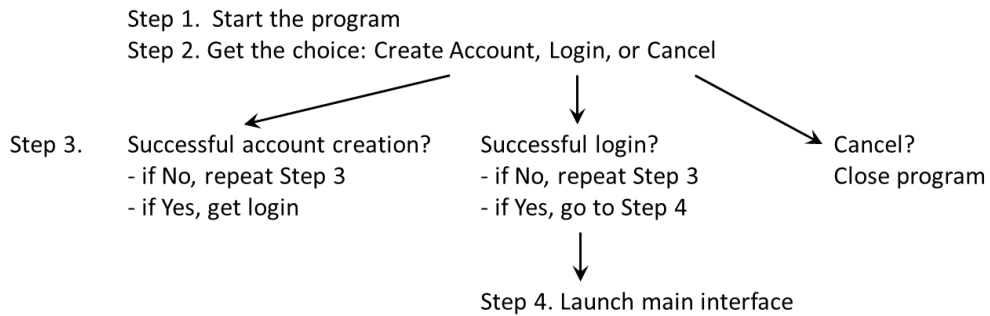 Step 1.  Start the program
Step 2. Get the choice: Create Account, Login, or Cancel
Step 3.
Successful account creation?
- if No, repeat Step 3
- if Yes, get login
Successful login?
- if No, repeat Step 3
- if Yes, go to Step 4
Cancel?
Close program
Step 4. Launch main interface